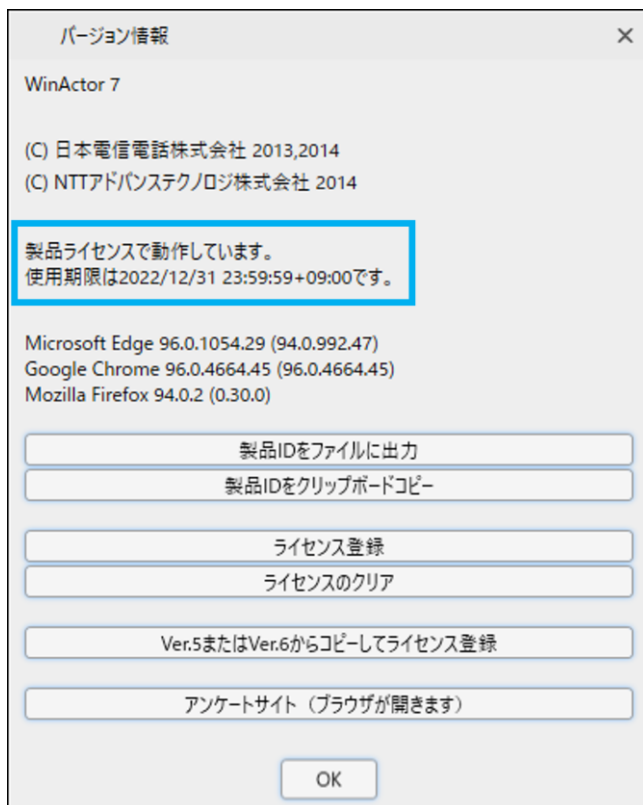 バージョン情報
WinActor 7
(C) 日本電信電話株式会社 2013,2014
(C) NTTアドバンステクノロジ株式会社 2014
製品ライセンスで動作しています。
使用期限は2022/12/31 23:59:59+09:00です。
Microsoft Edge 96.0.1054.29 (94.0.992.47)
Google Chrome 96.0.4664.45 (96.0.4664.45)
Mozilla Firefox 94.0.2 (0.30.0)
製品IDをファイルに出力
製品IDをクリップボードコピー
ライセンス登録
ライセンスのクリア
Ver.5またはVer.6からコピーしてライセンス登録
アンケートサイト（ブラウザが開きます）
OK